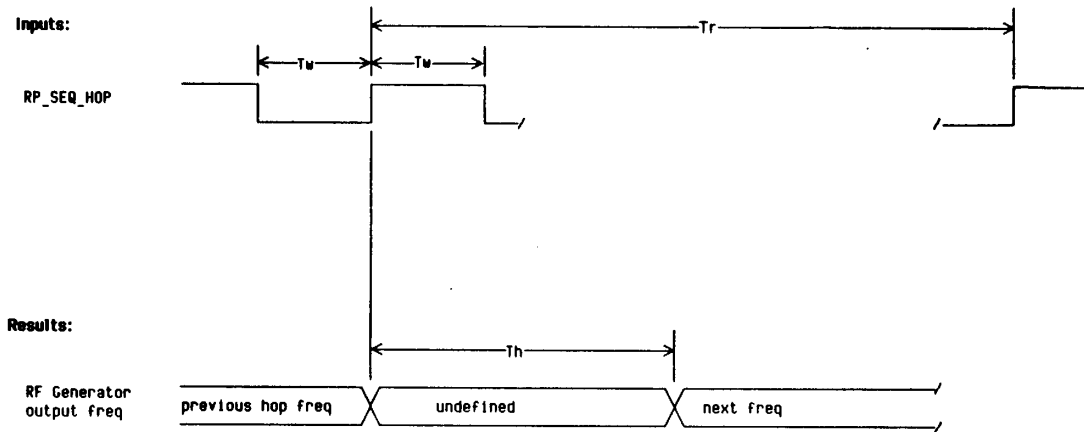 Inputs:
Tr
Tw
Tw
RP_SEQ_HOP
Results:
Th
RF Generator
output freq
previous hop freq
undefined
next freq